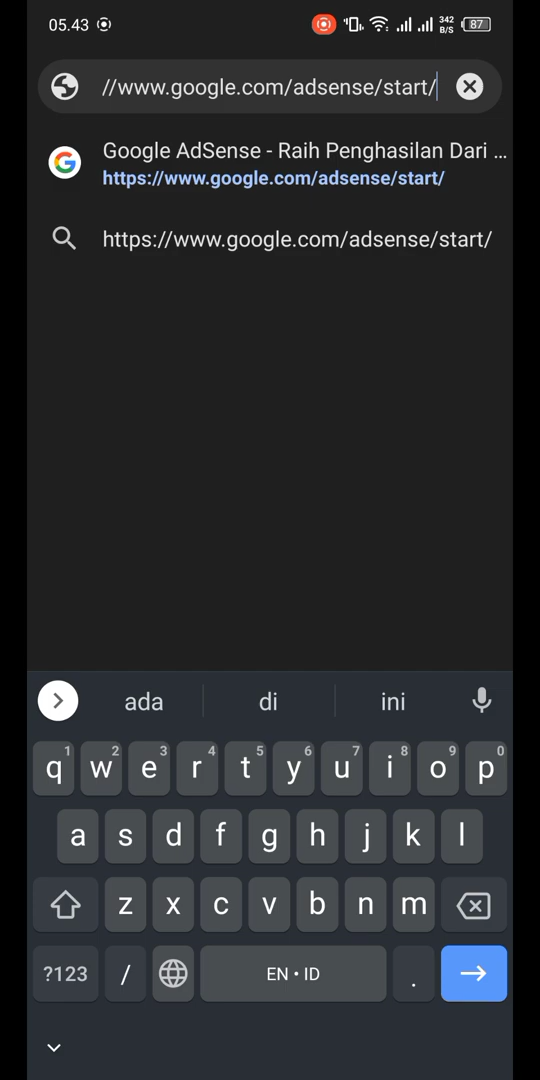 05.43 342 B/S 87
//www.google.com/adsense/start/
Google AdSense - Raih Penghasilan Dari ...
https://www.google.com/adsense/start/
https://www.google.com/adsense/start/
ada di ini
1 2 3 4 5 6 7 8 9 0
q w e r t y u i o p
a s d f g h j k l
z x c v b n m
?123 / EN • ID .